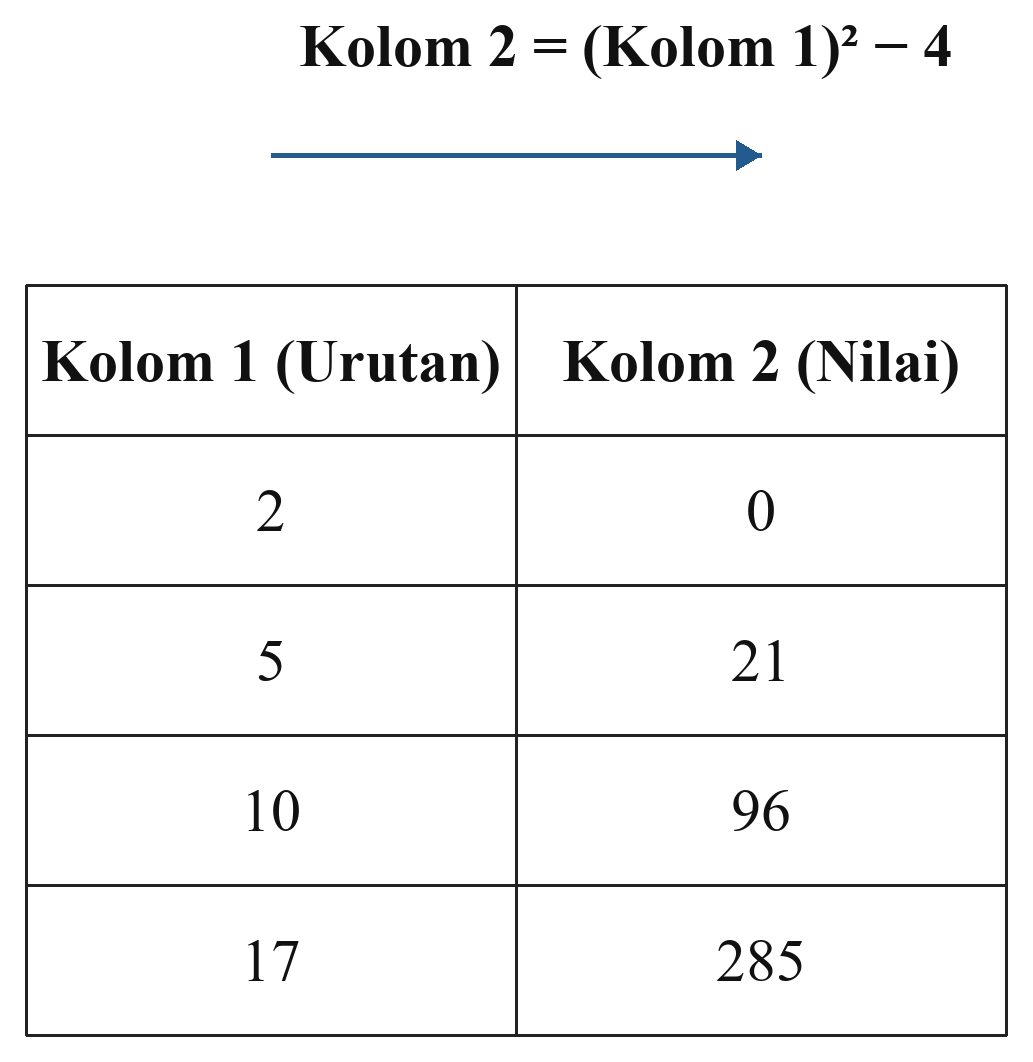 Kolom 2 = (Kolom 1)² − 4
Kolom 1 (Urutan) Kolom 2 (Nilai)
2 0
5 21
10 96
17 285